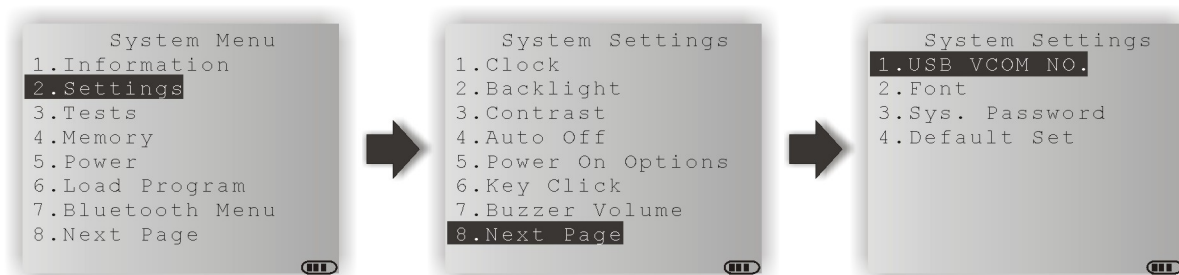 System Menu
1.Information
2.Settings
3.Tests
4.Memory
5.Power
6.Load Program
7.Bluetooth Menu
8.Next Page
System Settings
1.Clock
2.Backlight
3.Contrast
4.Auto Off
5.Power On Options
6.Key Click
7.Buzzer Volume
8.Next Page
System Settings
1.USB VCOM NO.
2.Font
3.Sys. Password
4.Default Set